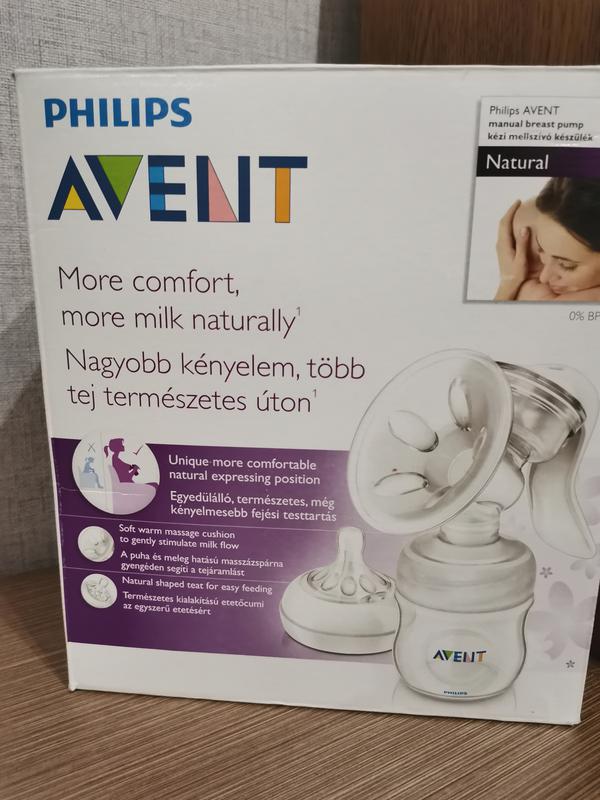 PHILIPS
AVENT
Philips AVENT
manual breast pump
kézi mellszívó készülék
Natural
0% BP
More comfort,
more milk naturally¹
Nagyobb kényelem, több
tej természetes úton¹
Unique more comfortable
natural expressing position
Egyedülálló, természetes, még
kényelmesebb fejési testtartás
Soft warm massage cushion
to gently stimulate milk flow
A puha és meleg hatású masszázspárna
gyengéden segíti a tejáramlást
Natural shaped teat for easy feeding
Természetes kialakítású etetőcumi
az egyszerű etetésért
AVENT
PHILIPS